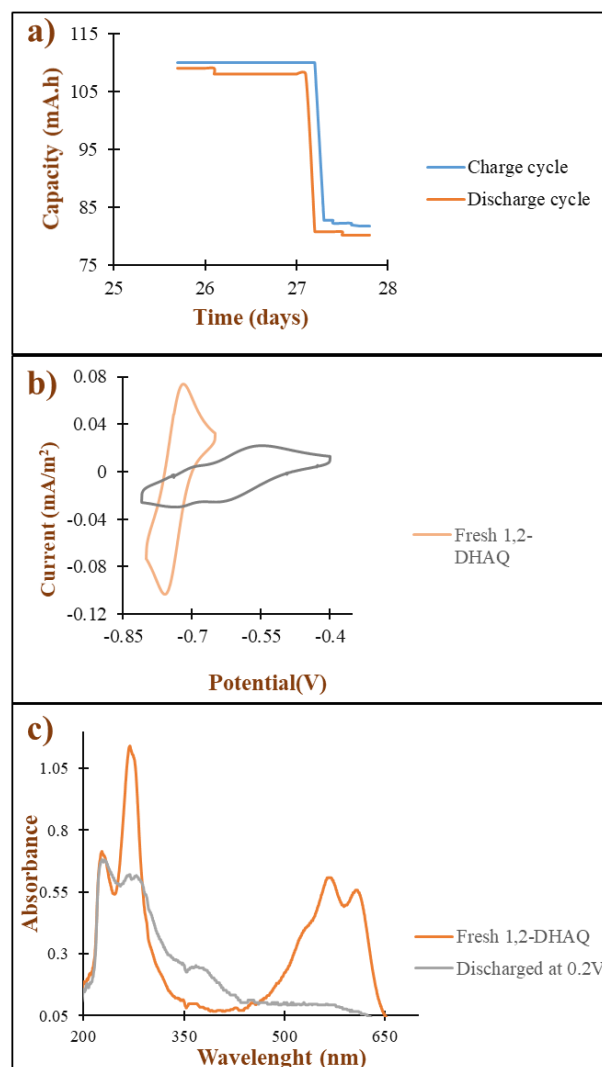 a)
Capacity (mA.h)
115
105
95
85
75
25
26
27
28
Time (days)
Charge cycle
Discharge cycle
b)
Current (mA/m²)
0.08
0.04
0
-0.04
-0.08
-0.12
-0.85
-0.7
-0.55
-0.4
Potential(V)
Fresh 1,2-
DHAQ
c)
Absorbance
1.05
0.8
0.55
0.3
0.05
200
350
500
650
Wavelenght (nm)
Fresh 1,2-DHAQ
Discharged at 0.2V